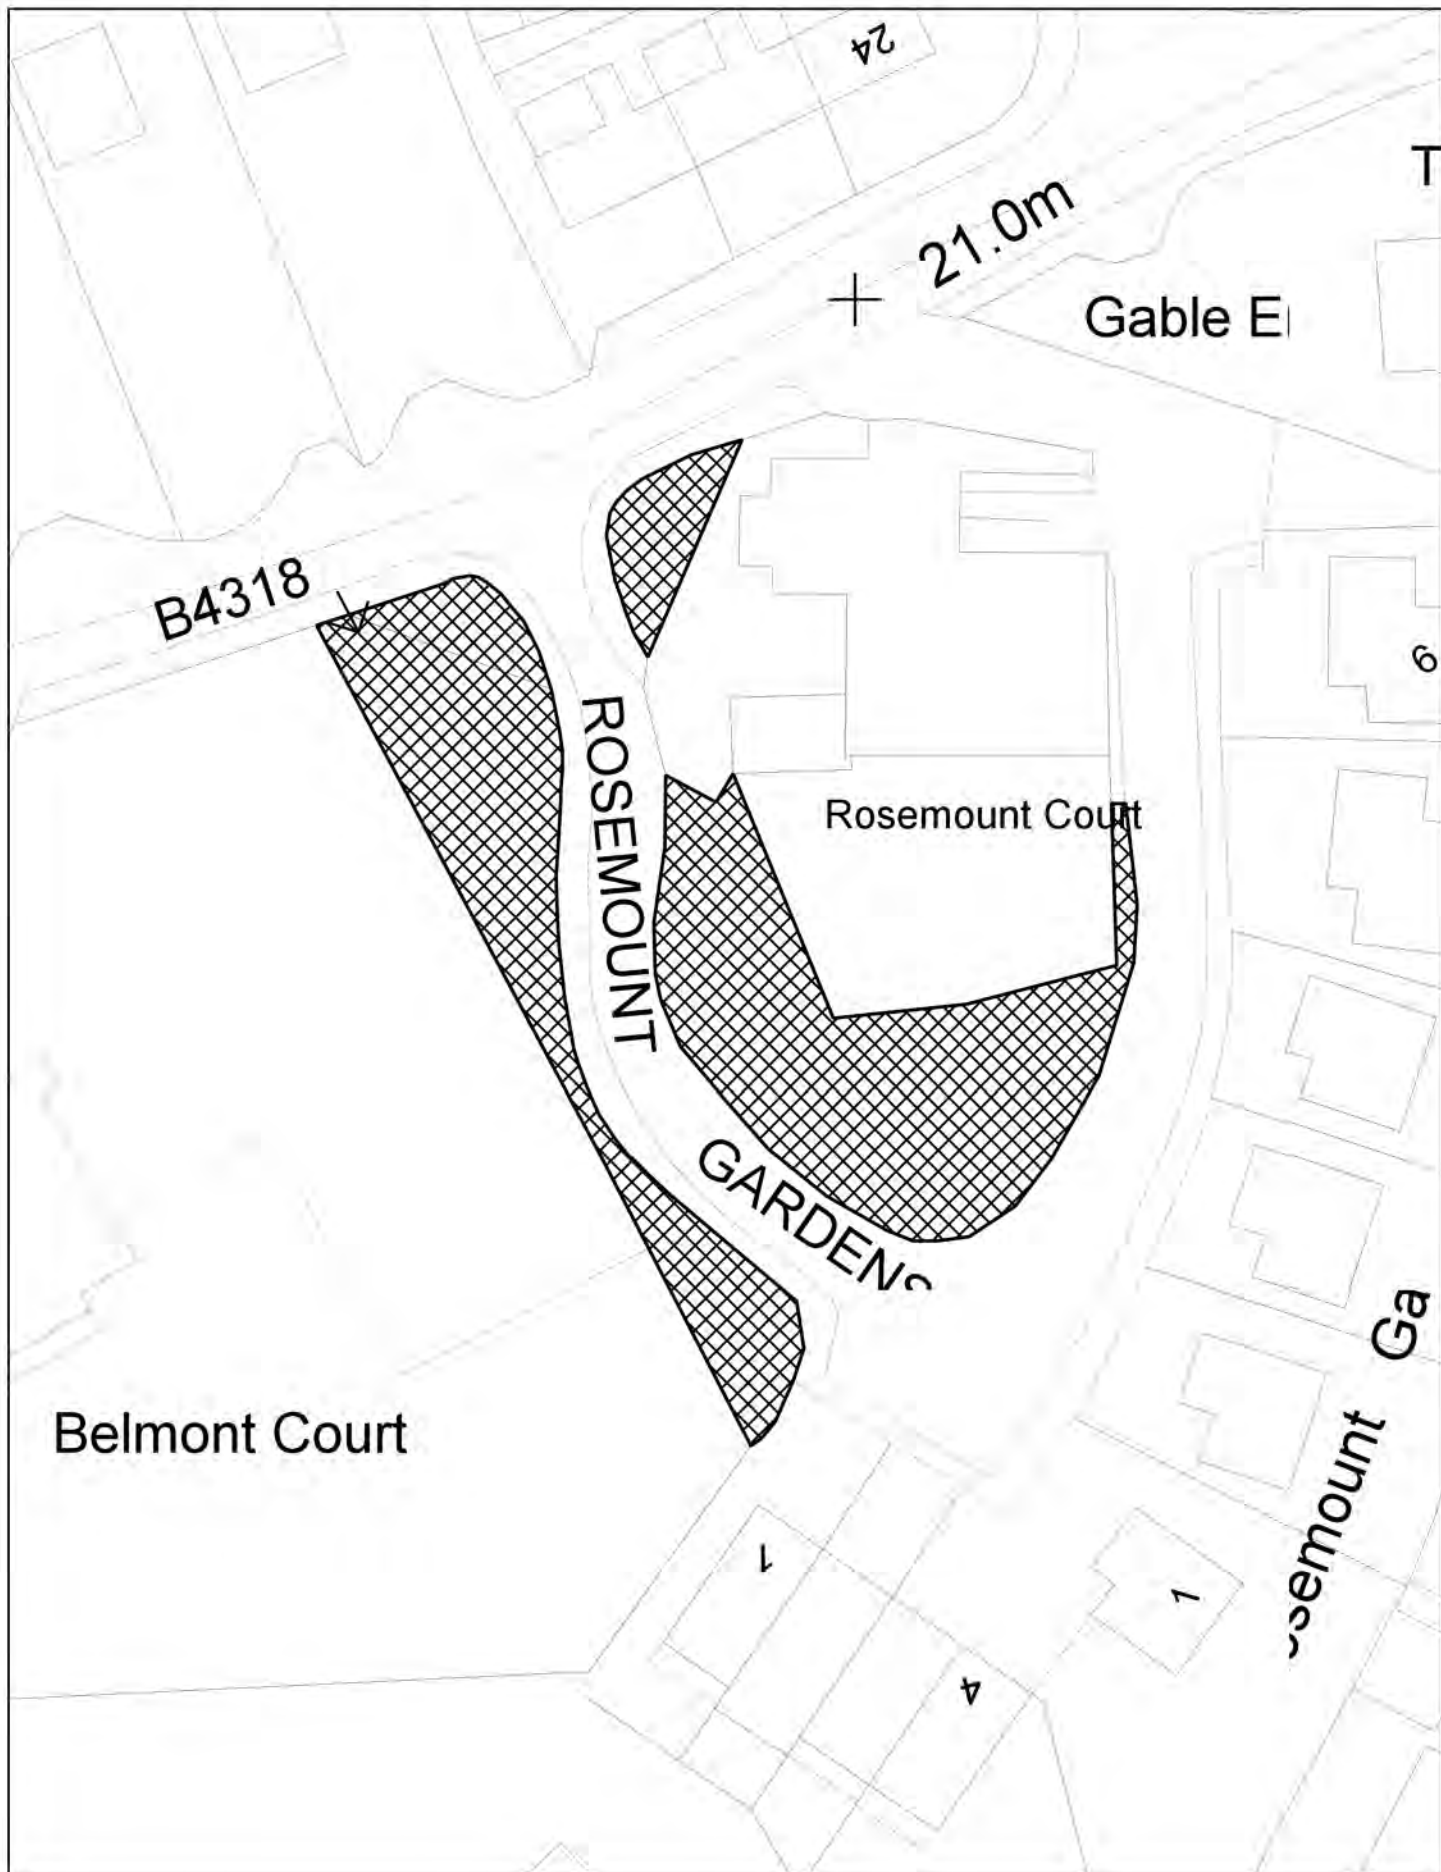 24
T
21.0m
Gable E
B4318
6
ROSEMOUNT
Rosemount Court
GARDENS
Ga
Belmont Court
semount
1
1
4